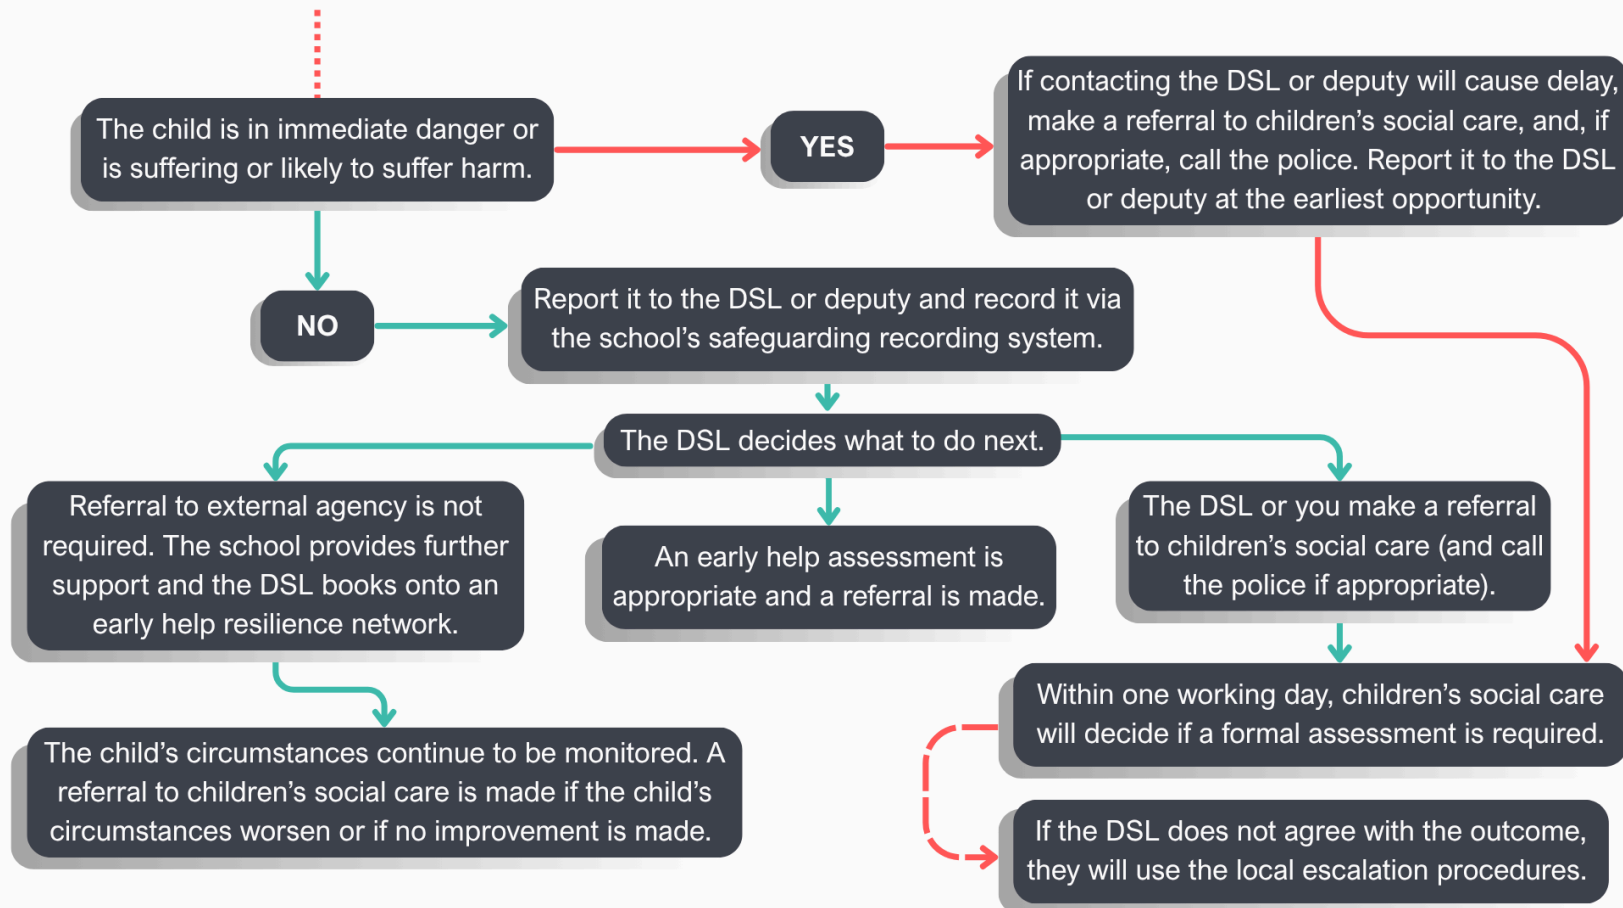 The child is in immediate danger or
is suffering or likely to suffer harm.
YES
If contacting the DSL or deputy will cause delay,
make a referral to children’s social care, and, if
appropriate, call the police. Report it to the DSL
or deputy at the earliest opportunity.
NO
Report it to the DSL or deputy and record it via
the school’s safeguarding recording system.
The DSL decides what to do next.
Referral to external agency is not
required. The school provides further
support and the DSL books onto an
early help resilience network.
An early help assessment is
appropriate and a referral is made.
The DSL or you make a referral
to children’s social care (and call
the police if appropriate).
The child’s circumstances continue to be monitored. A
referral to children’s social care is made if the child’s
circumstances worsen or if no improvement is made.
Within one working day, children’s social care
will decide if a formal assessment is required.
If the DSL does not agree with the outcome,
they will use the local escalation procedures.